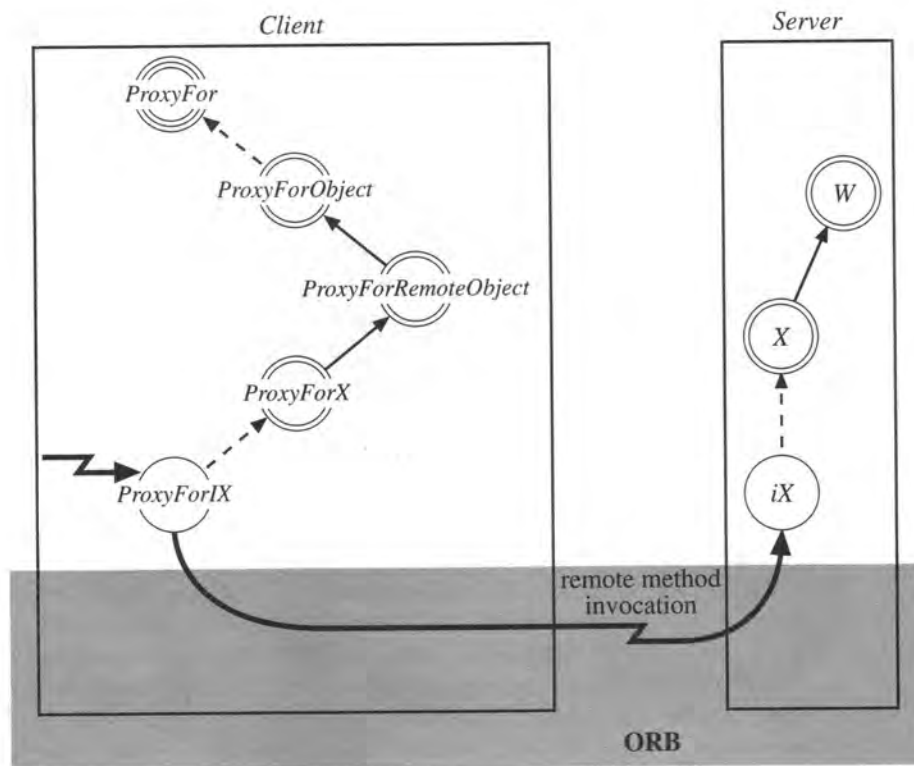 Client
Server
ProxyFor
ProxyForObject
W
ProxyForRemoteObject
X
ProxyForX
ProxyForIX
iX
remote method
invocation
ORB